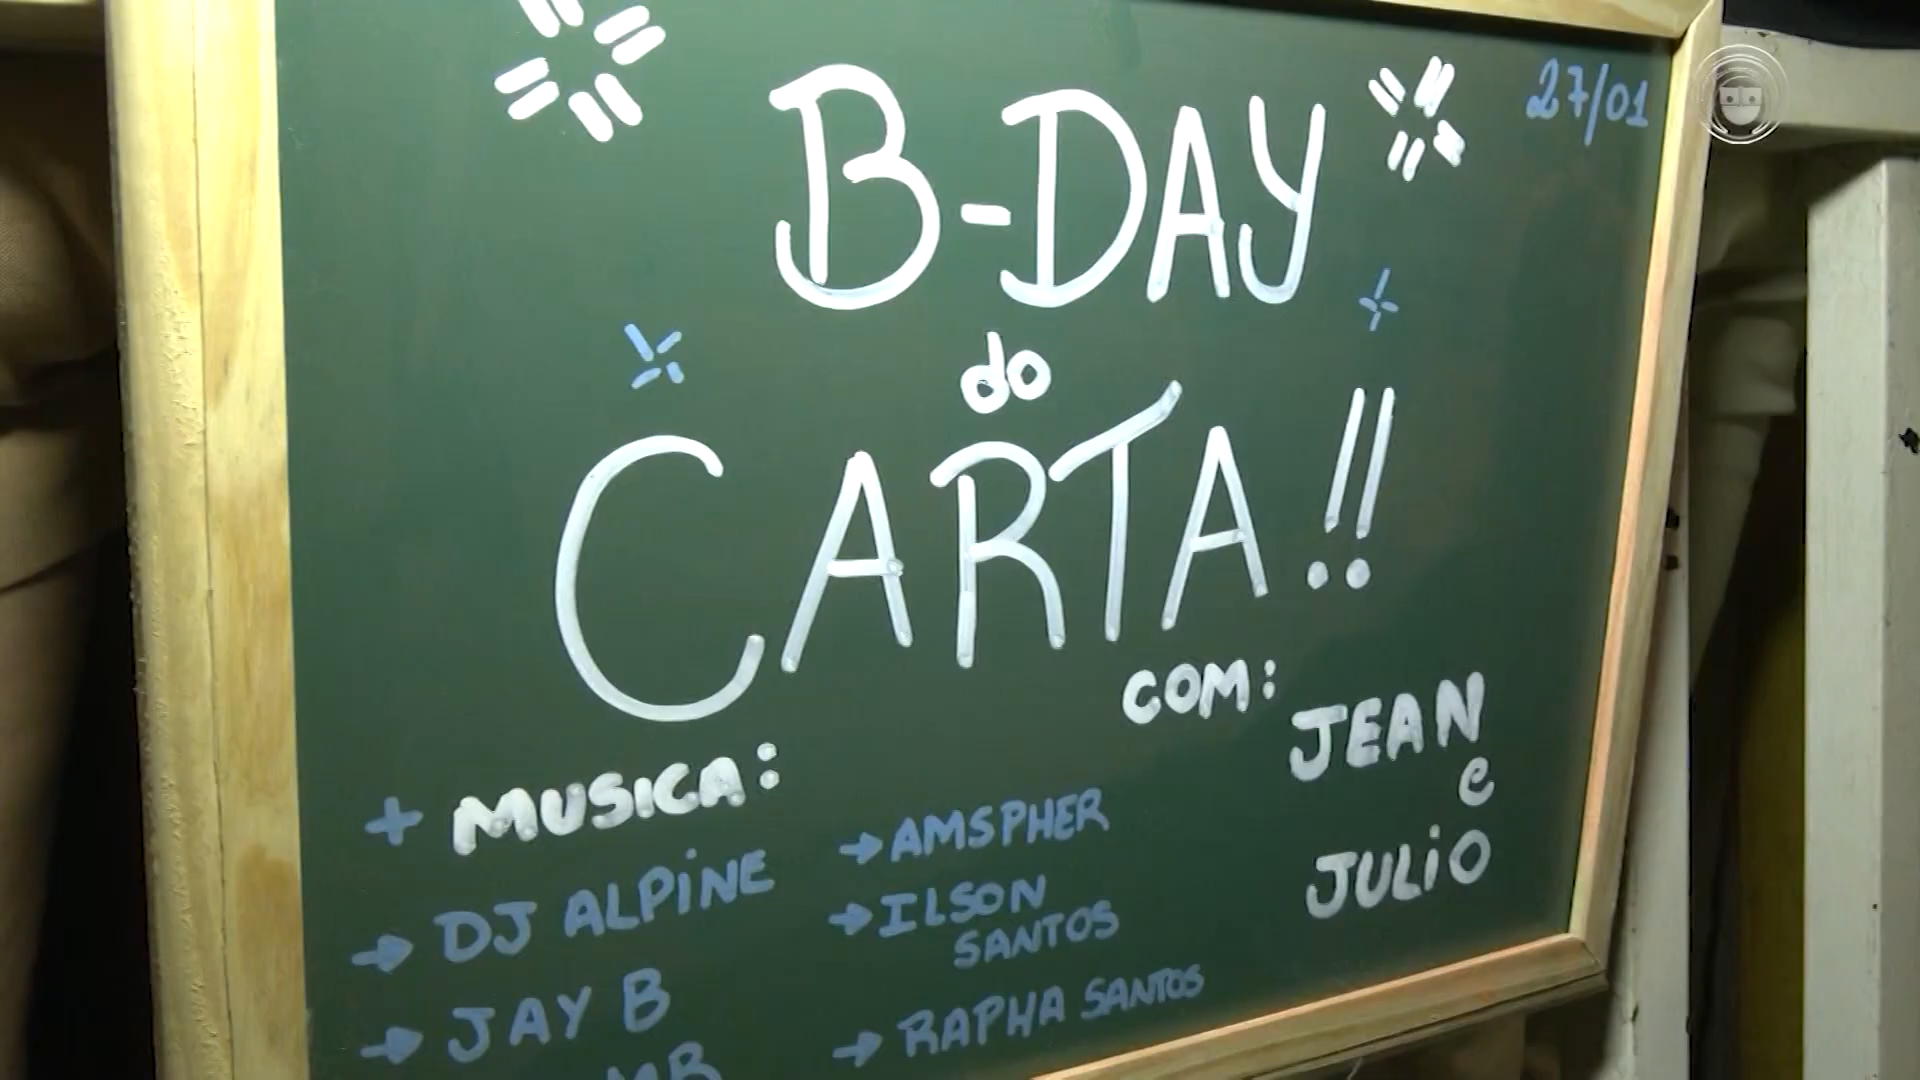 27/01
B-DAY
do
CARTA!!
COM:
JEAN
e
JULiO
+ MUSICA:
→ DJ ALPiNE
→ JAY B
→ AMSPHER
→ ILSON
SANTOS
→ RAPHA SANTOS